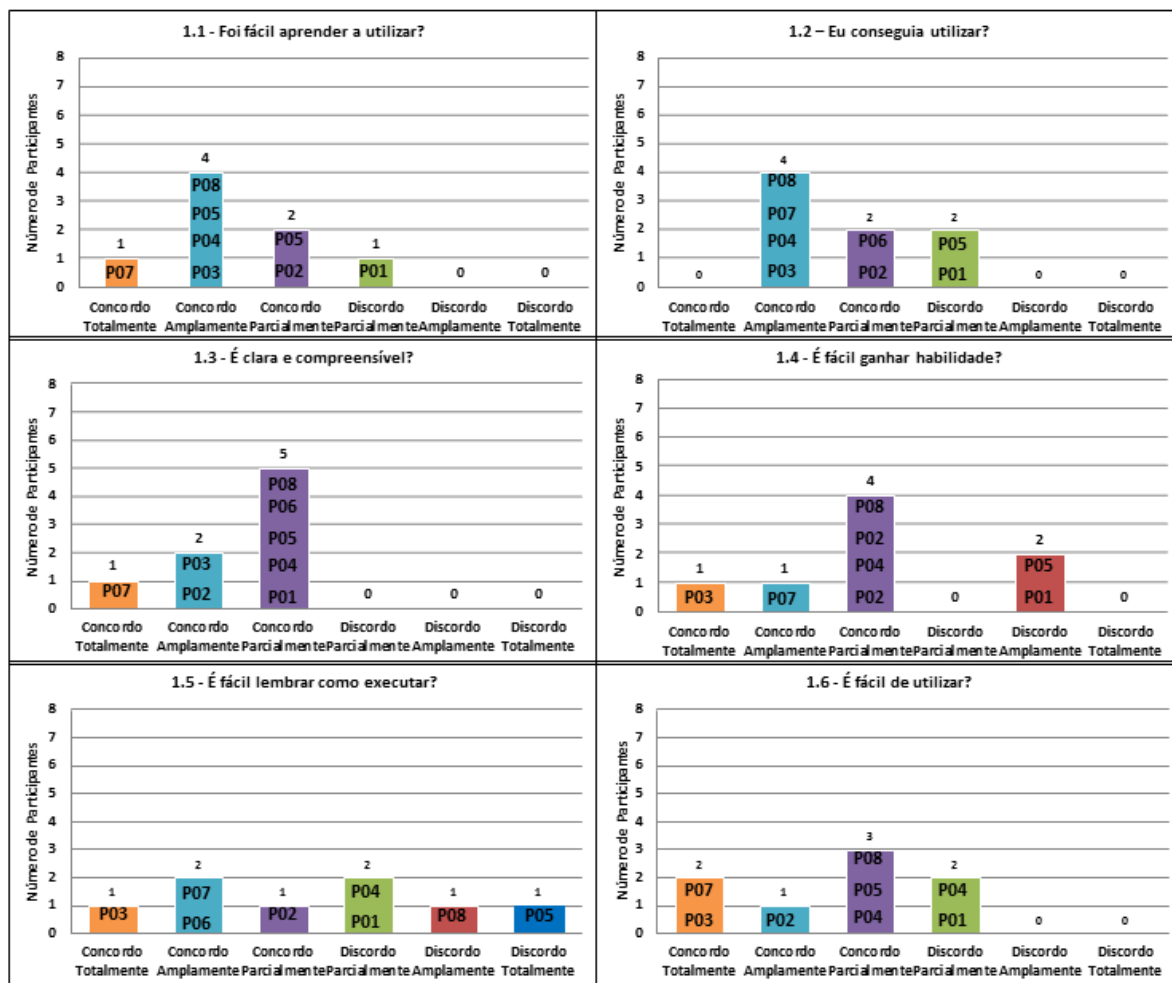 1.1 - Foi fácil aprender a utilizar?
Número de Participantes
8
7
6
5
4
3
2
1
0
1
4
2
1
0
0
P07
P08
P05
P04
P03
P05
P02
P01
Concordo Totalmente
Concordo Amplamente
Concordo Parcialmente
Discordo Parcialmente
Discordo Amplamente
Discordo Totalmente
1.2 – Eu conseguia utilizar?
Número de Participantes
8
7
6
5
4
3
2
1
0
0
4
2
2
0
0
P08
P07
P04
P03
P06
P02
P05
P01
Concordo Totalmente
Concordo Amplamente
Concordo Parcialmente
Discordo Parcialmente
Discordo Amplamente
Discordo Totalmente
1.3 - É clara e compreensível?
Número de Participantes
8
7
6
5
4
3
2
1
0
1
2
5
0
0
0
P07
P03
P02
P08
P06
P05
P04
P01
Concordo Totalmente
Concordo Amplamente
Concordo Parcialmente
Discordo Parcialmente
Discordo Amplamente
Discordo Totalmente
1.4 - É fácil ganhar habilidade?
Número de Participantes
8
7
6
5
4
3
2
1
0
1
1
4
0
2
0
P03
P07
P08
P02
P04
P02
P05
P01
Concordo Totalmente
Concordo Amplamente
Concordo Parcialmente
Discordo Parcialmente
Discordo Amplamente
Discordo Totalmente
1.5 - É fácil lembrar como executar?
Número de Participantes
8
7
6
5
4
3
2
1
0
1
2
1
2
1
1
P03
P07
P06
P02
P04
P01
P08
P05
Concordo Totalmente
Concordo Amplamente
Concordo Parcialmente
Discordo Parcialmente
Discordo Amplamente
Discordo Totalmente
1.6 - É fácil de utilizar?
Número de Participantes
8
7
6
5
4
3
2
1
0
2
1
3
2
0
0
P07
P03
P02
P08
P05
P04
P04
P01
Concordo Totalmente
Concordo Amplamente
Concordo Parcialmente
Discordo Parcialmente
Discordo Amplamente
Discordo Totalmente